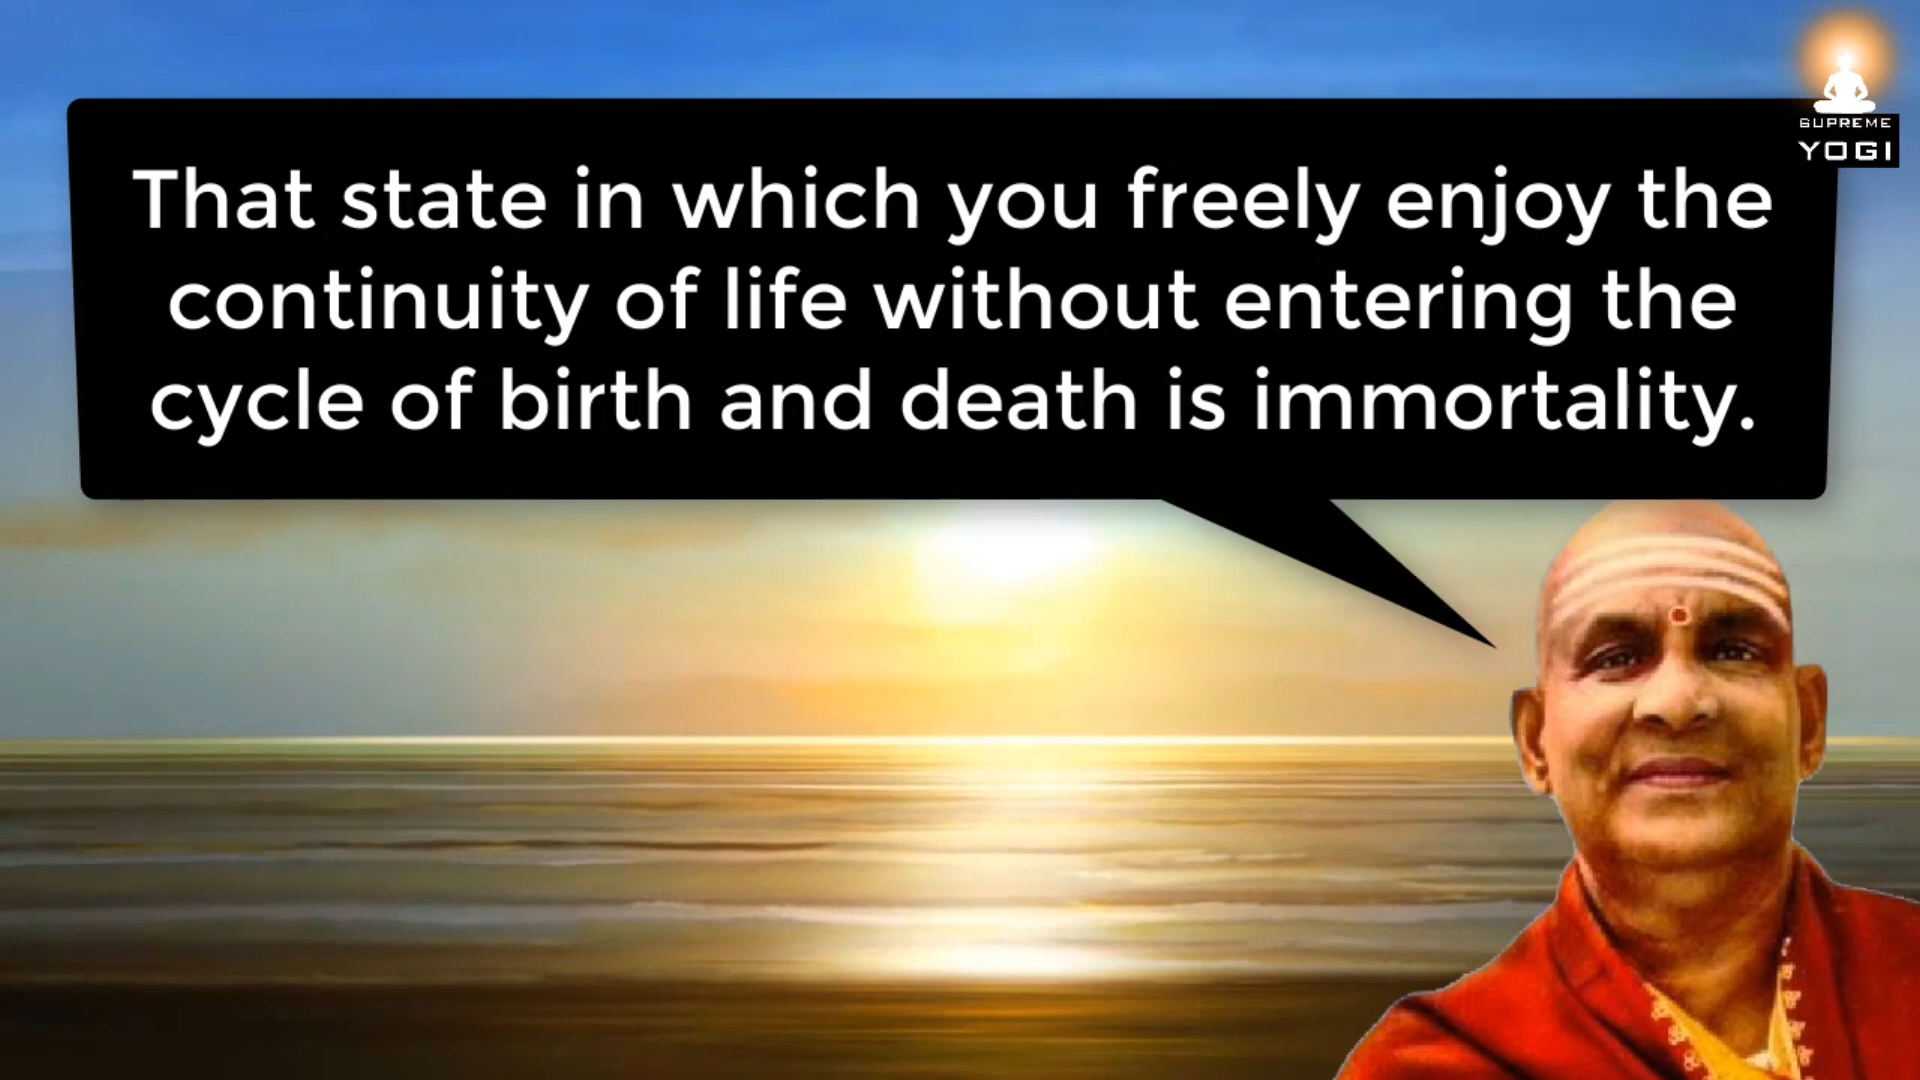 SUPREME
YOGI
That state in which you freely enjoy the
continuity of life without entering the
cycle of birth and death is immortality.